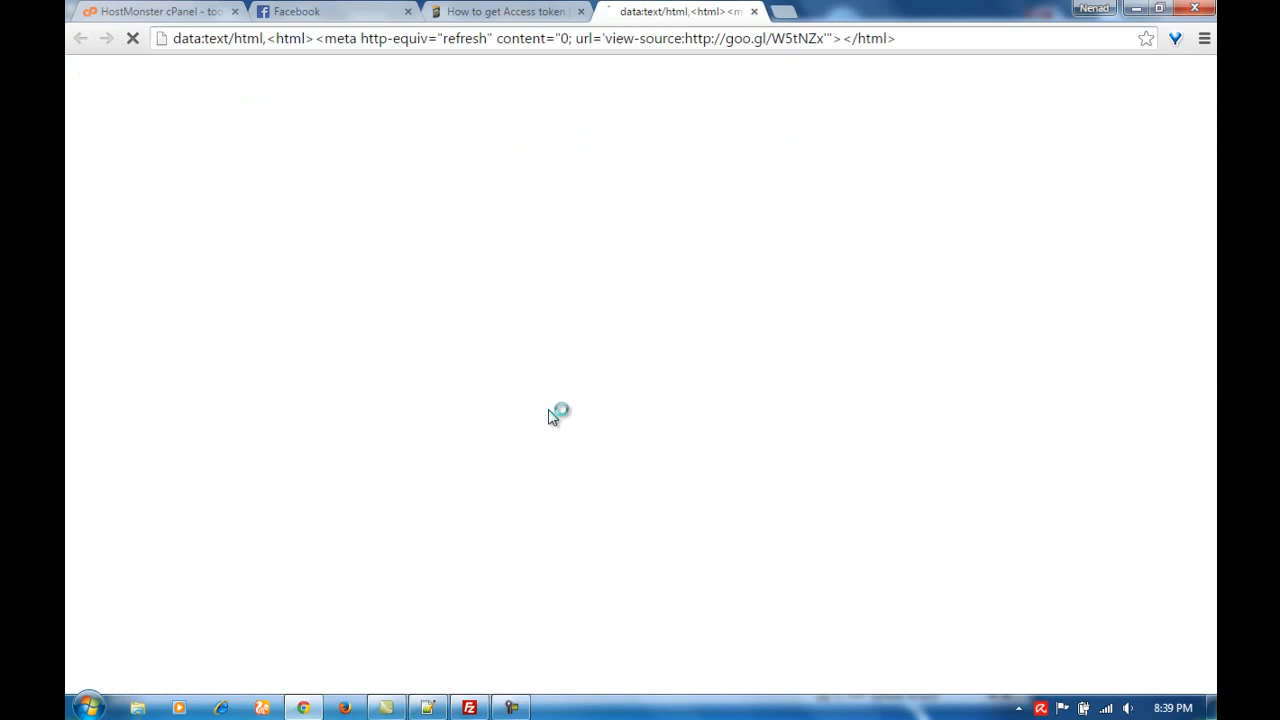 HostMonster cPanel - too
Facebook
How to get Access token
data:text/html,<html> <m
Nenad
data:text/html,<html> <meta http-equiv="refresh" content="0; url='view-source:http://goo.gl/W5tNZx'"> </html>
8:39 PM